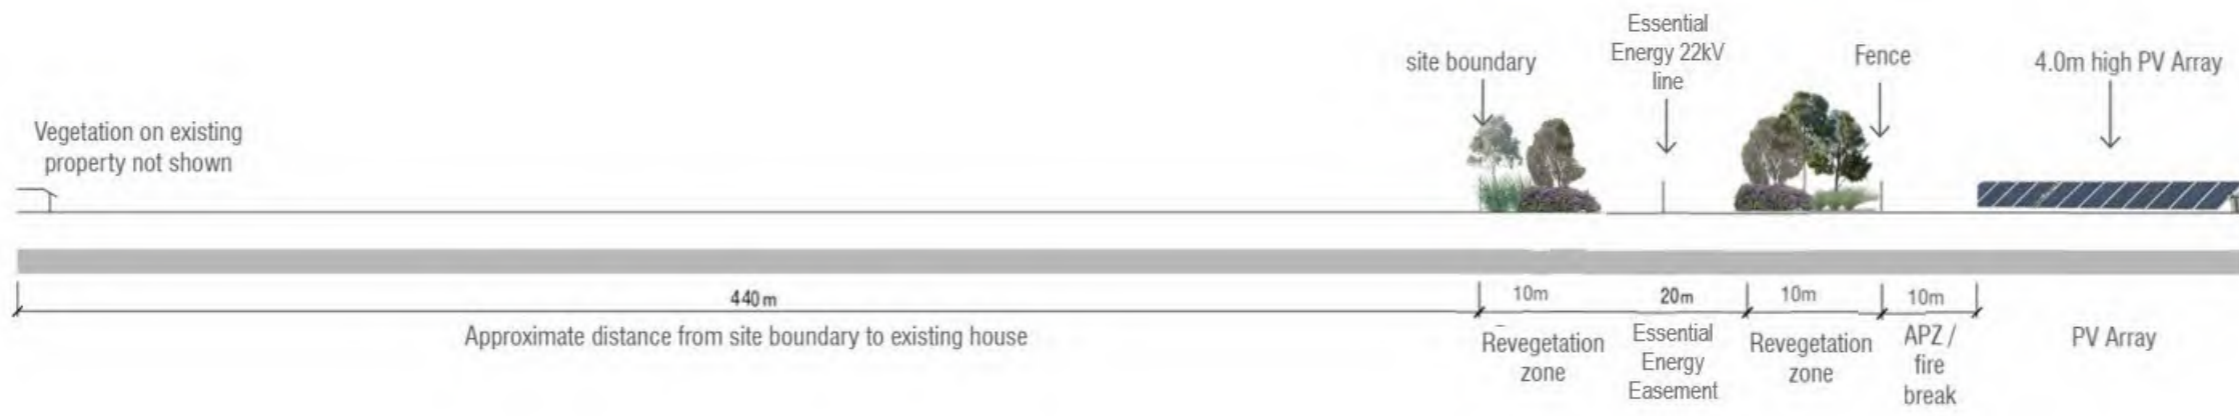 Essential
Energy 22kV
line
site boundary
Fence
4.0m high PV Array
Vegetation on existing
property not shown
440m
10m
20m
10m
10m
Approximate distance from site boundary to existing house
Revegetation
zone
Essential
Energy
Easement
Revegetation
zone
APZ /
fire
break
PV Array